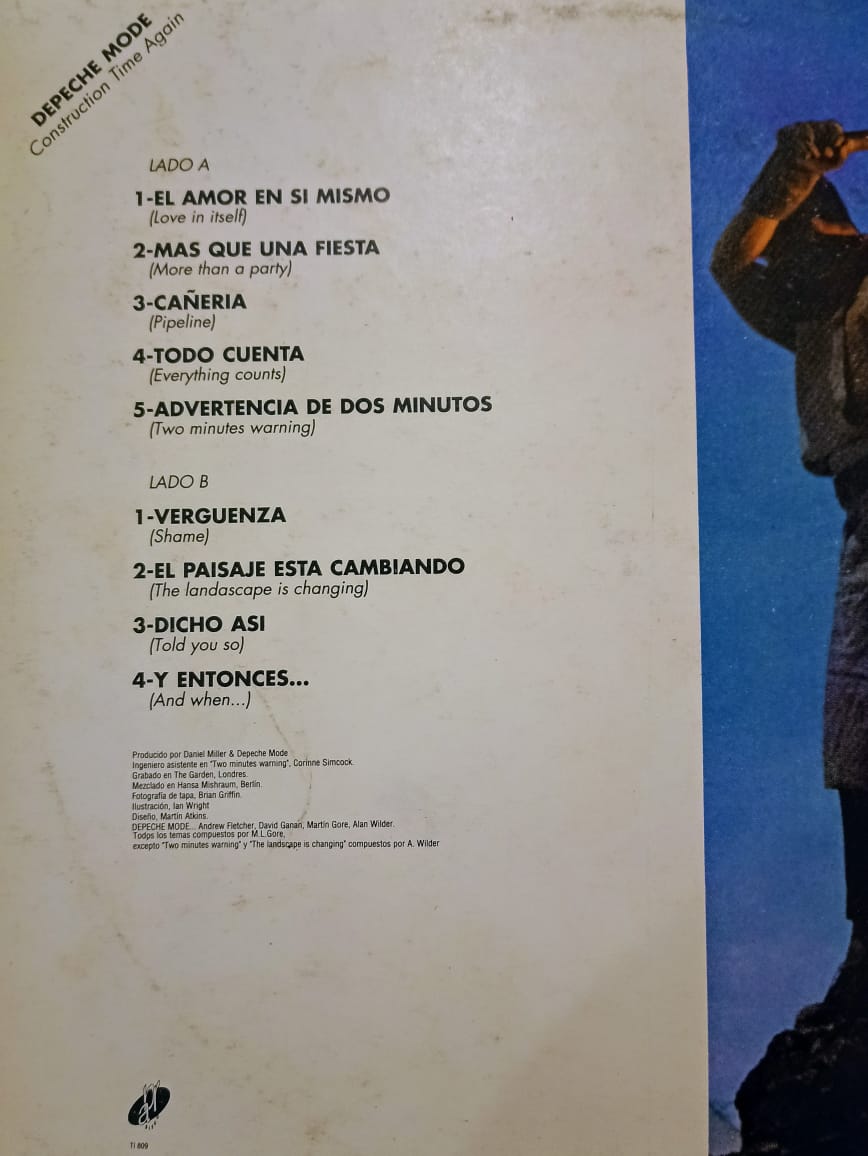 DEPECHE MODE
Construction Time Again
LADO A
1-EL AMOR EN SI MISMO
(Love in itself)
2-MAS QUE UNA FIESTA
(More than a party)
3-CAÑERIA
(Pipeline)
4-TODO CUENTA
(Everything counts)
5-ADVERTENCIA DE DOS MINUTOS
(Two minutes warning)
LADO B
1-VERGUENZA
(Shame)
2-EL PAISAJE ESTA CAMBIANDO
(The landascape is changing)
3-DICHO ASI
(Told you so)
4-Y ENTONCES...
(And when...)
Producido por Daniel Miller & Depeche Mode
Ingeniero asistente en "Two minutes warning", Corinne Simcock.
Grabado en The Garden, Londres.
Mezclado en Hansa Mishraum, Berlin.
Fotografía de tapa, Brian Griffin.
Ilustración, Ian Wright
Diseño, Martin Atkins.
DEPECHE MODE... Andrew Fletcher, David Ganan, Martin Gore, Alan Wilder.
Todos los temas compuestos por M.L.Gore,
excepto "Two minutes warning" y "The landscape is changing" compuestos por A. Wilder
TI 809